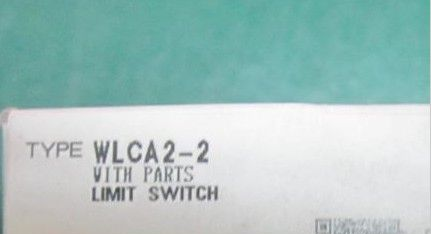 TYPE WLCA2-2
WITH PARTS
LIMIT SWITCH